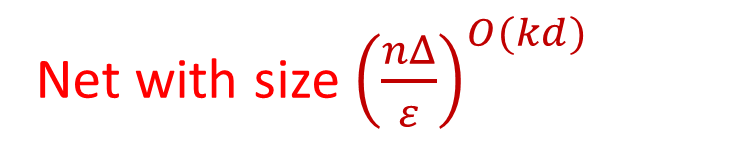 Net with size (nΔ/ε)^O(kd)